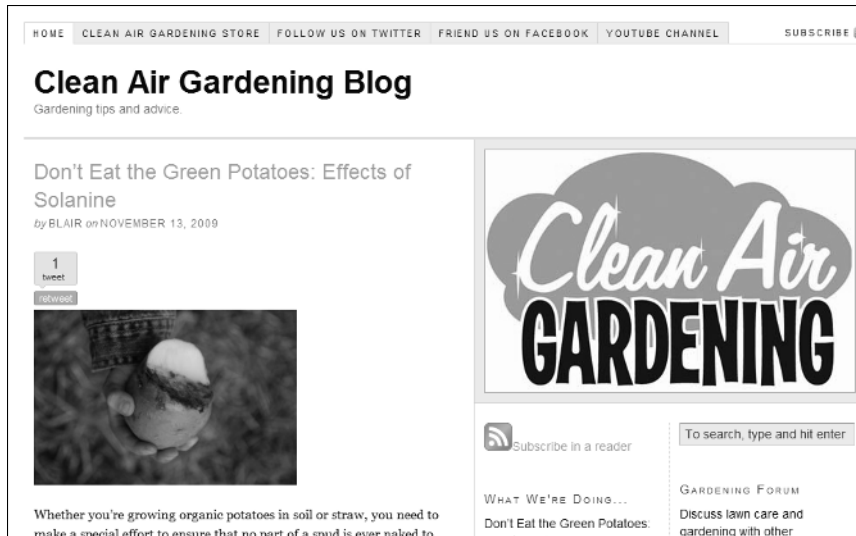 HOME CLEAN AIR GARDENING STORE FOLLOW US ON TWITTER FRIEND US ON FACEBOOK YOUTUBE CHANNEL SUBSCRIBE
Clean Air Gardening Blog
Gardening tips and advice.
Don't Eat the Green Potatoes: Effects of
Solanine
by BLAIR on NOVEMBER 13, 2009
1
tweet
retweet
Whether you're growing organic potatoes in soil or straw, you need to
make a special effort to ensure that no part of a spud is ever naked to
Clean Air
GARDENING
Subscribe in a reader
WHAT WE'RE DOING...
Don't Eat the Green Potatoes:
To search, type and hit enter
GARDENING FORUM
Discuss lawn care and
gardening with other